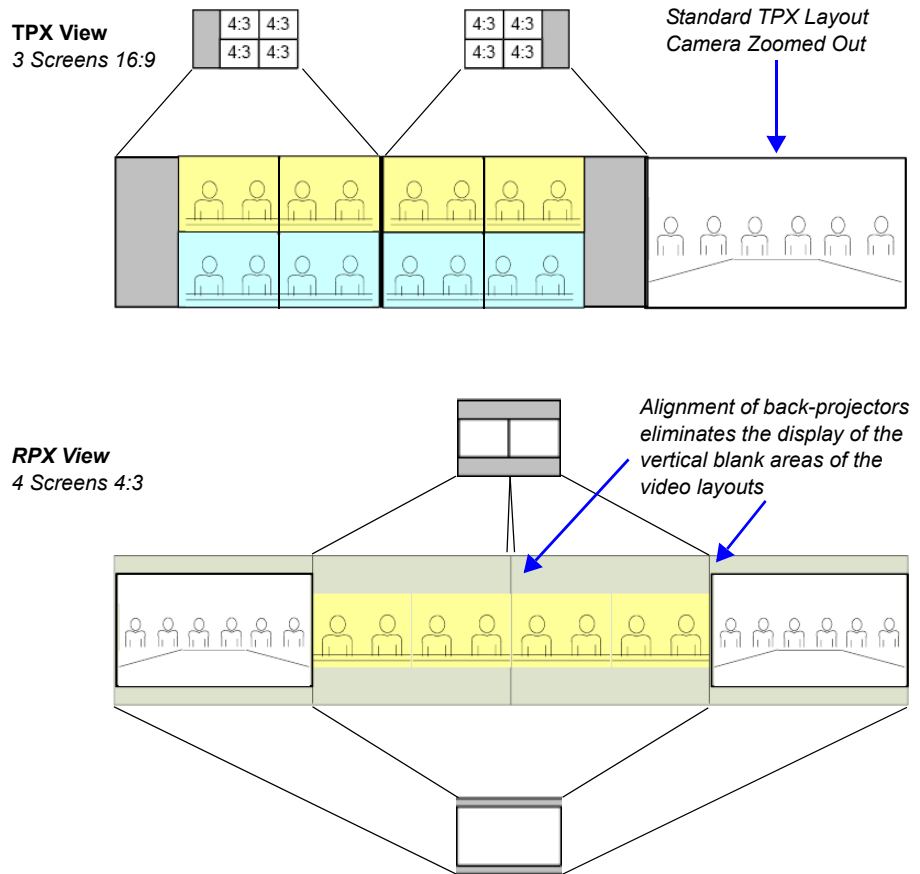 TPX View
3 Screens 16:9
4:3 4:3
4:3 4:3
4:3 4:3
4:3 4:3
Standard TPX Layout
Camera Zoomed Out
RPX View
4 Screens 4:3
Alignment of back-projectors
eliminates the display of the
vertical blank areas of the
video layouts